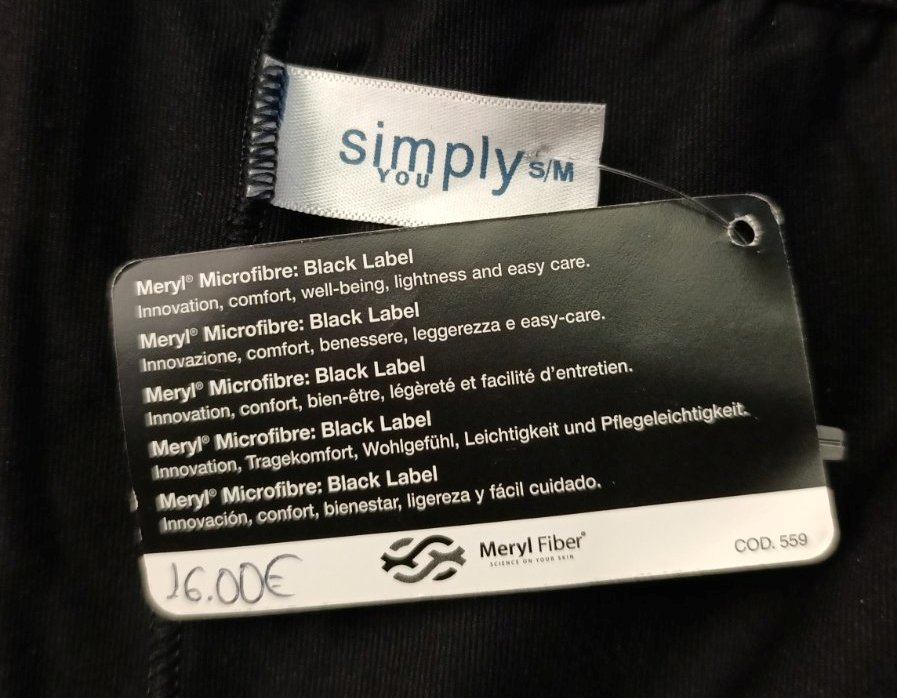 simply S/M
YOU
Meryl® Microfibre: Black Label
Innovation, comfort, well-being, lightness and easy care.
Meryl® Microfibre: Black Label
Innovazione, comfort, benessere, leggerezza e easy-care.
Meryl® Microfibre: Black Label
Innovation, confort, bien-être, légèreté et facilité d'entretien.
Meryl® Microfibre: Black Label
Innovation, Tragekomfort, Wohlgefühl, Leichtigkeit und Pflegeleichtigkeit.
Meryl® Microfibre: Black Label
Innovación, confort, bienestar, ligereza y fácil cuidado.
16.00€
Meryl Fiber®
SCIENCE ON YOUR SKIN
COD. 559